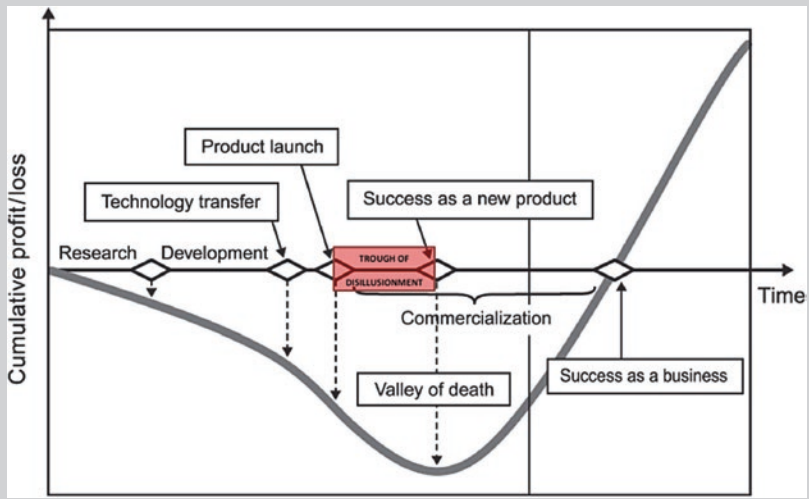 Cumulative profit/loss
Product launch
Technology transfer
Success as a new product
Research
Development
TROUGH OF
DISILLUSIONMENT
Time
Commercialization
Valley of death
Success as a business